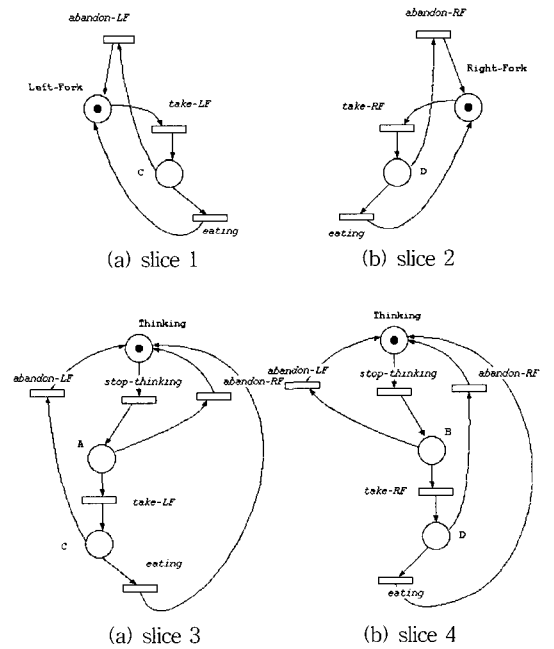 abandon-LF
Left-Fork
take-LF
C
eating
(a) slice 1
abandon-RF
Right-Fork
take-RF
D
eating
(b) slice 2
Thinking
abandon-LF
stop-thinking
abandon-RF
A
take-LF
C
eating
(a) slice 3
Thinking
abandon-LF
stop-thinking
abandon-RF
B
take-RF
D
eating
(b) slice 4